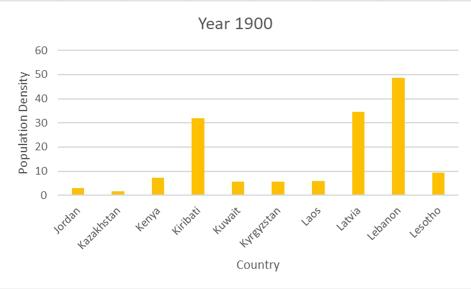 Year 1900
60
50
40
30
20
10
0
Population Density
Jordan
Kazakhstan
Kenya
Kiribati
Kuwait
Kyrgyzstan
Laos
Latvia
Lebanon
Lesotho
Country